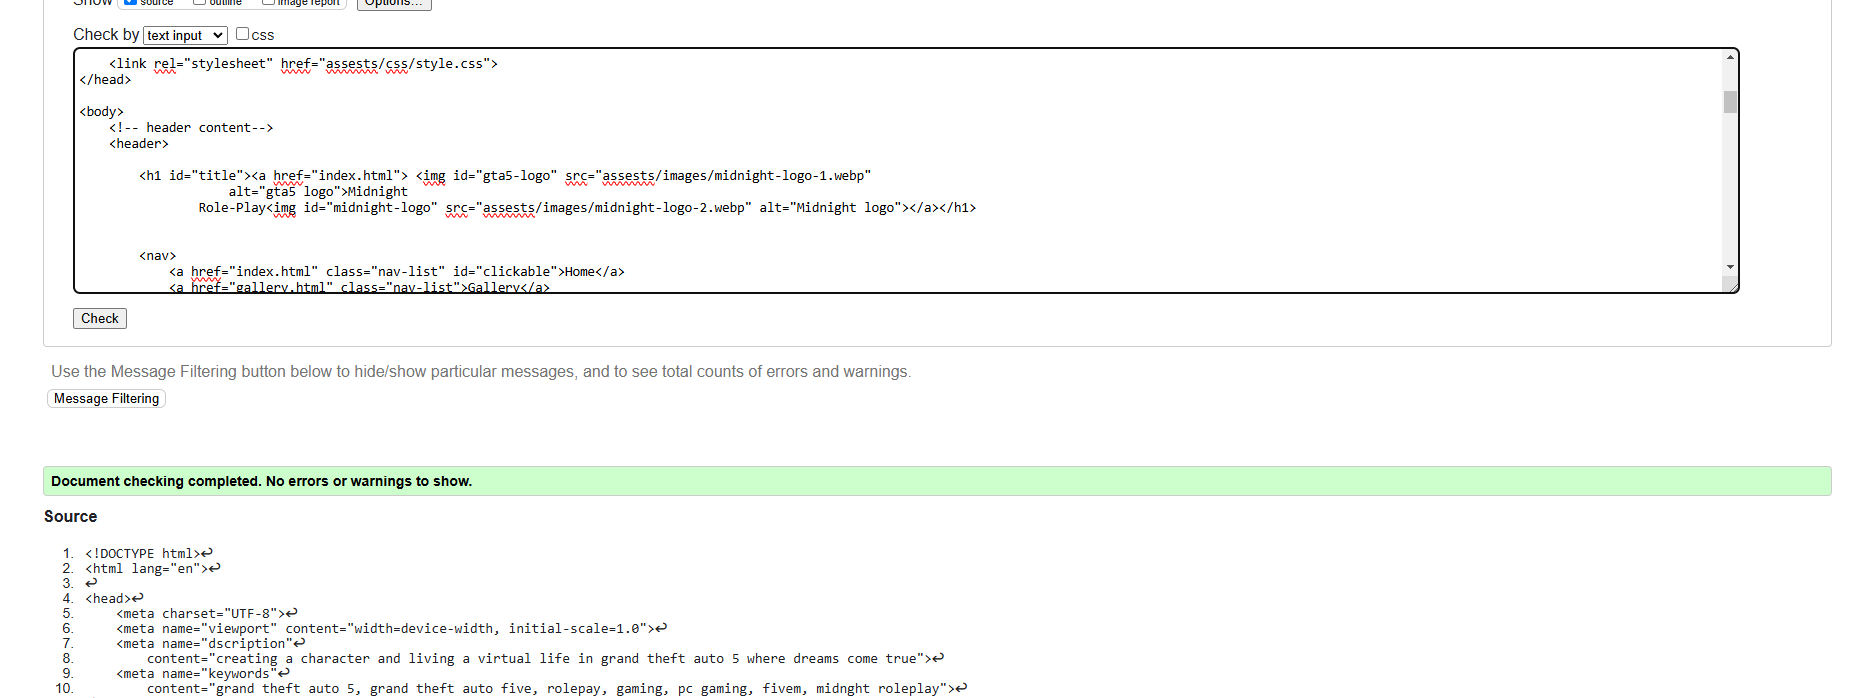 Show source outline image report Options...
Check by text input css
<link rel="stylesheet" href="assests/css/style.css">
</head>
<body>
<!-- header content-->
<header>
<h1 id="title"><a href="index.html"> <img id="gta5-logo" src="assests/images/midnight-logo-1.webp"
alt="gta5 logo">Midnight
Role-Play<img id="midnight-logo" src="assests/images/midnight-logo-2.webp" alt="Midnight logo"></a></h1>
<nav>
<a href="index.html" class="nav-list" id="clickable">Home</a>
<a href="gallery.html" class="nav-list">Gallery</a>
Check
Use the Message Filtering button below to hide/show particular messages, and to see total counts of errors and warnings.
Message Filtering
Document checking completed. No errors or warnings to show.
Source
1. <!DOCTYPE html>↩
2. <html lang="en">↩
3. ↩
4. <head>↩
5. <meta charset="UTF-8">↩
6. <meta name="viewport" content="width=device-width, initial-scale=1.0">↩
7. <meta name="dscription"↩
8. content="creating a character and living a virtual life in grand theft auto 5 where dreams come true">↩
9. <meta name="keywords"↩
10. content="grand theft auto 5, grand theft auto five, rolepay, gaming, pc gaming, fivem, midnght roleplay">↩